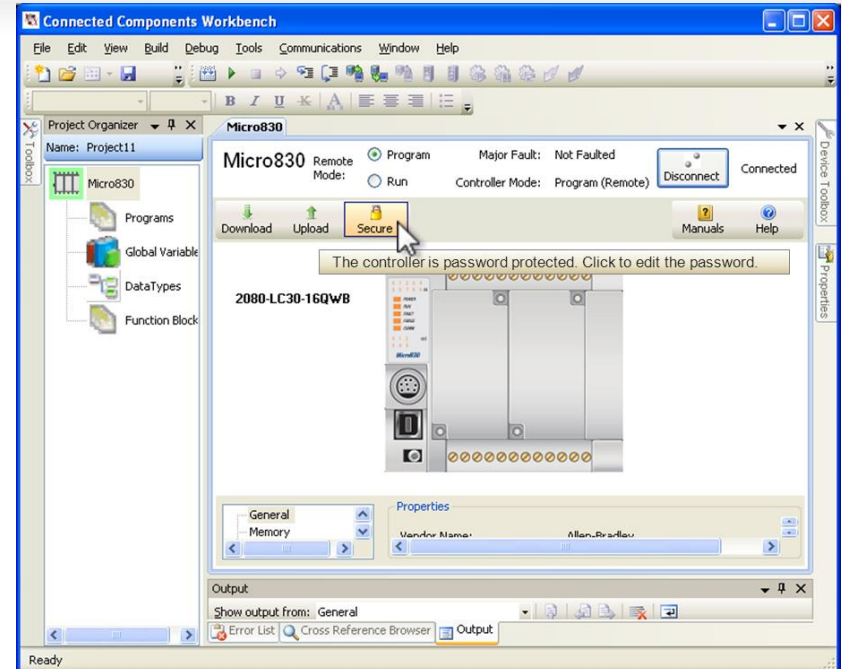 Connected Components Workbench
File Edit View Build Debug Tools Communications Window Help
B I U K A
Project Organizer
Micro830
Name: Project11
Toolbox
Micro830
Programs
Global Variable
DataTypes
Function Block
Micro830 Remote Mode:
Program
Run
Major Fault: Not Faulted
Controller Mode: Program (Remote)
Disconnect
Connected
Download Upload Secure
Manuals Help
The controller is password protected. Click to edit the password.
2080-LC30-16QWB
Micro830
General
Memory
Properties
Vendor Name: Allen-Bradley
Device Toolbox
Properties
Output
Show output from: General
Error List Cross Reference Browser Output
Ready